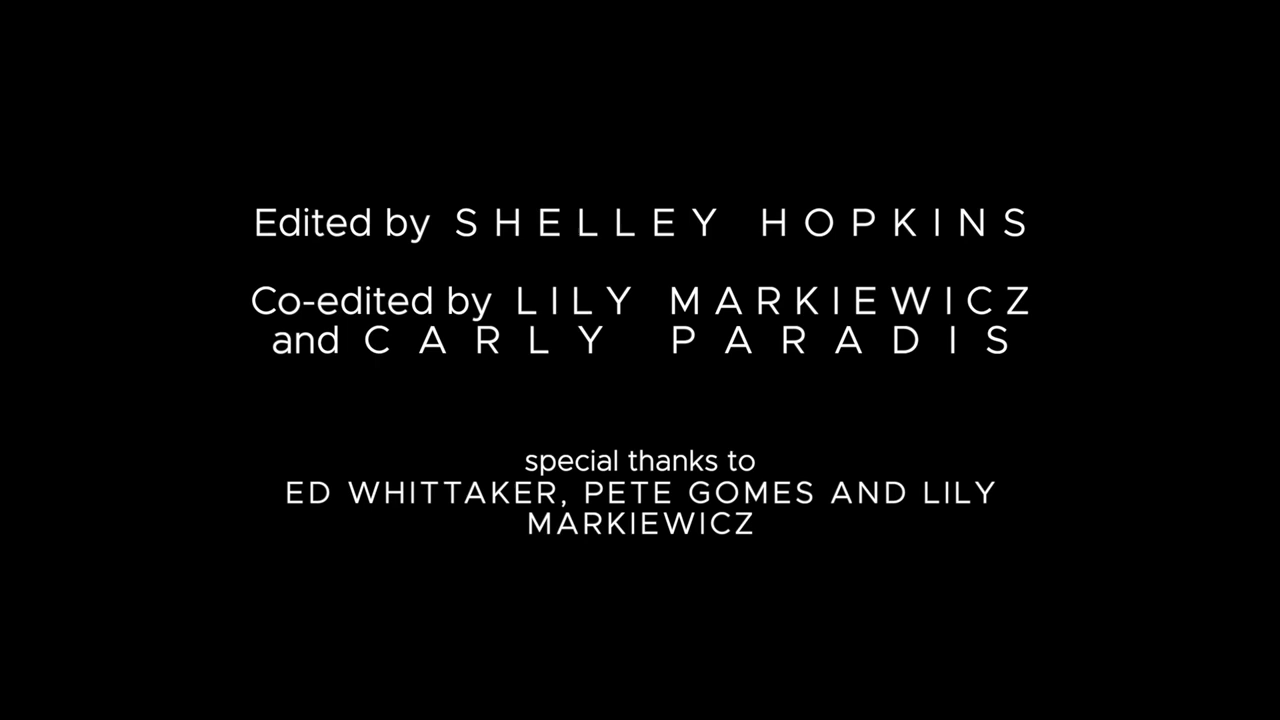 Edited by SHELLEY HOPKINS
Co-edited by LILY MARKIEWICZ
and CARLY PARADIS
special thanks to
ED WHITTAKER, PETE GOMES AND LILY
MARKIEWICZ